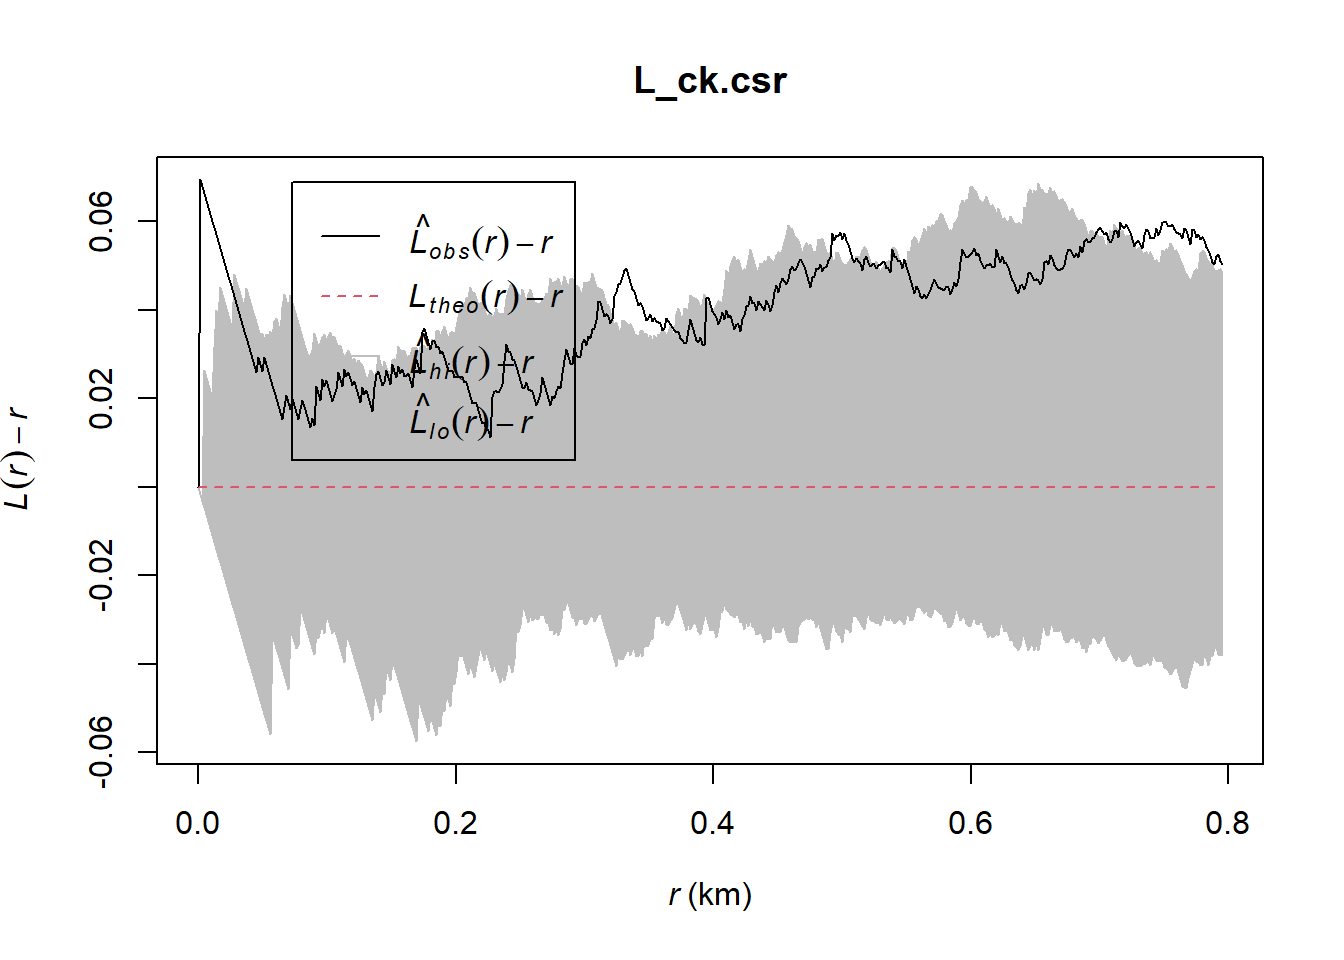 L_ck.csr
L̂obs(r) – r
Ltheo(r) – r
L̂hi(r) – r
L̂lo(r) – r
L(r) – r
0.06
0.02
-0.02
-0.06
0.0 0.2 0.4 0.6 0.8
r (km)